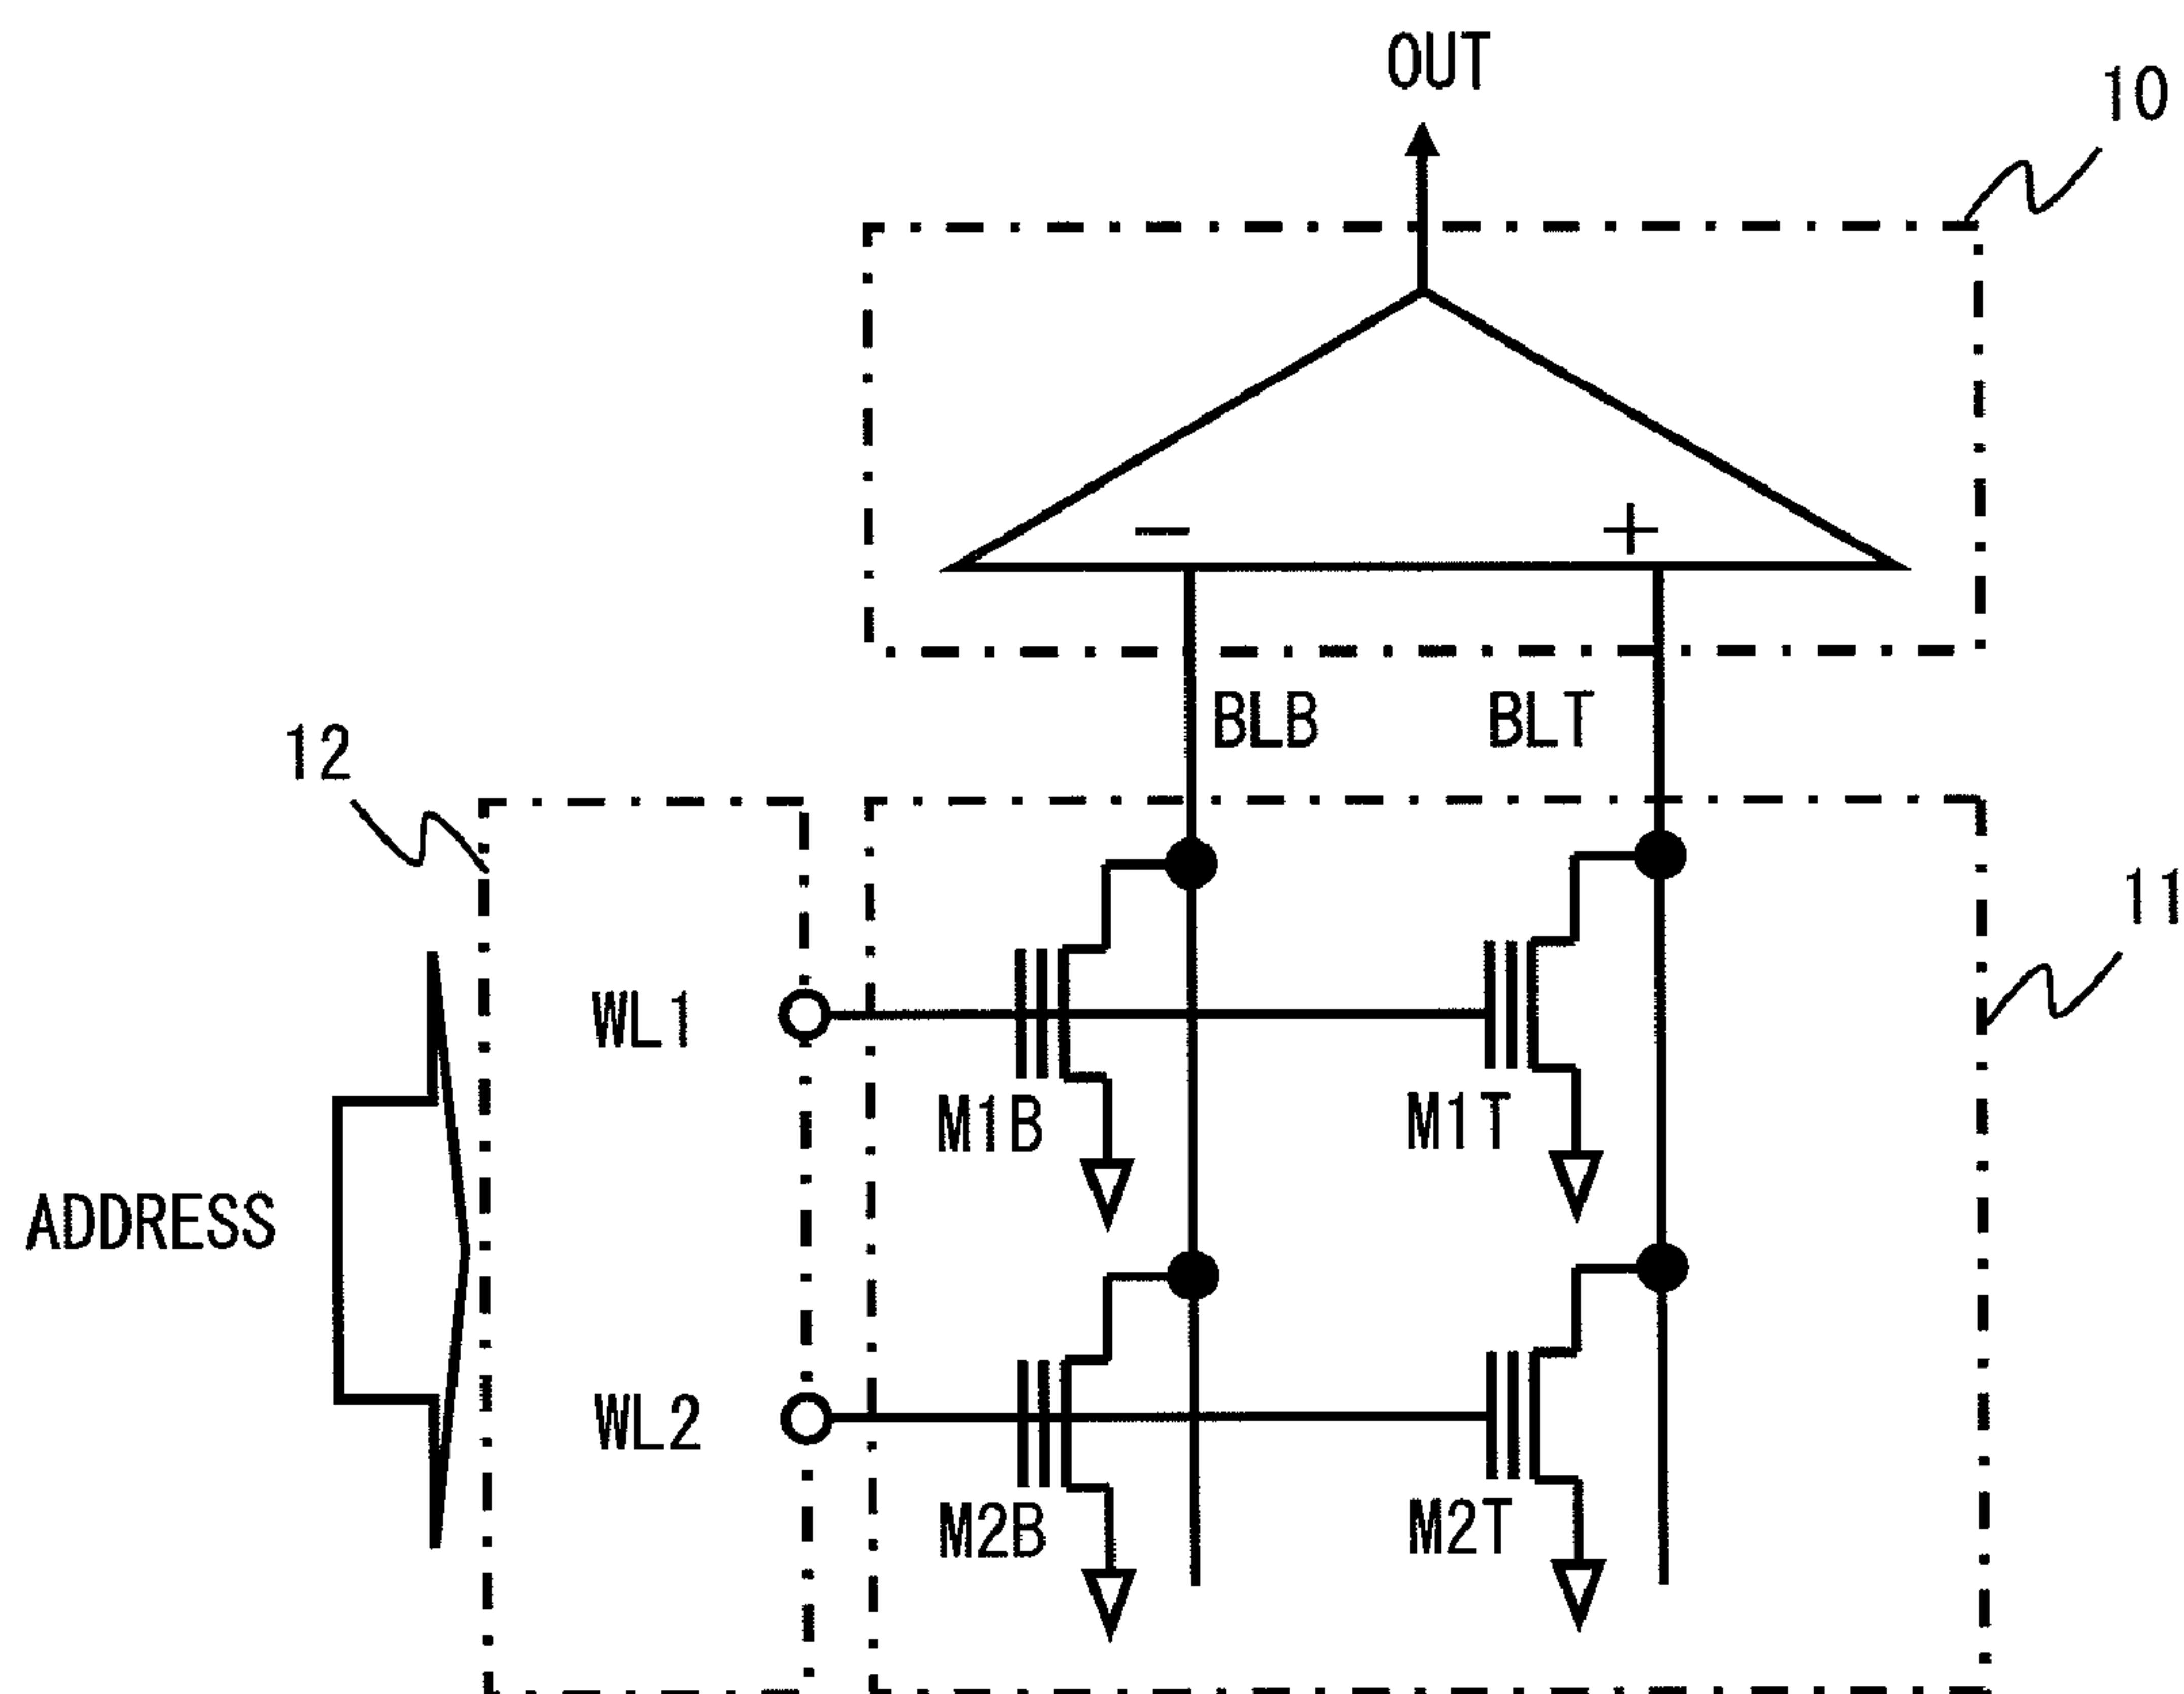 OUT
10
−
+
BLB
BLT
12
11
WL1
M1B
M1T
ADDRESS
WL2
M2B
M2T